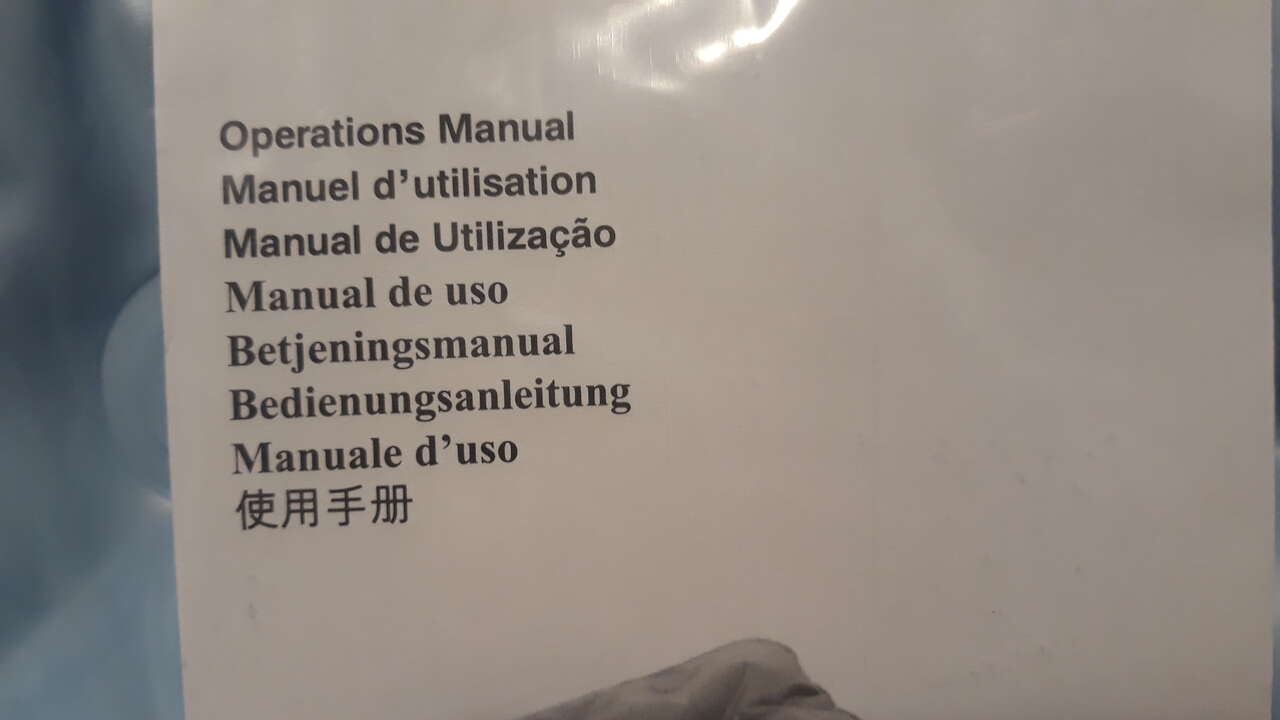 Operations Manual
Manuel d’utilisation
Manual de Utilização
Manual de uso
Betjeningsmanual
Bedienungsanleitung
Manuale d’uso
使用手册